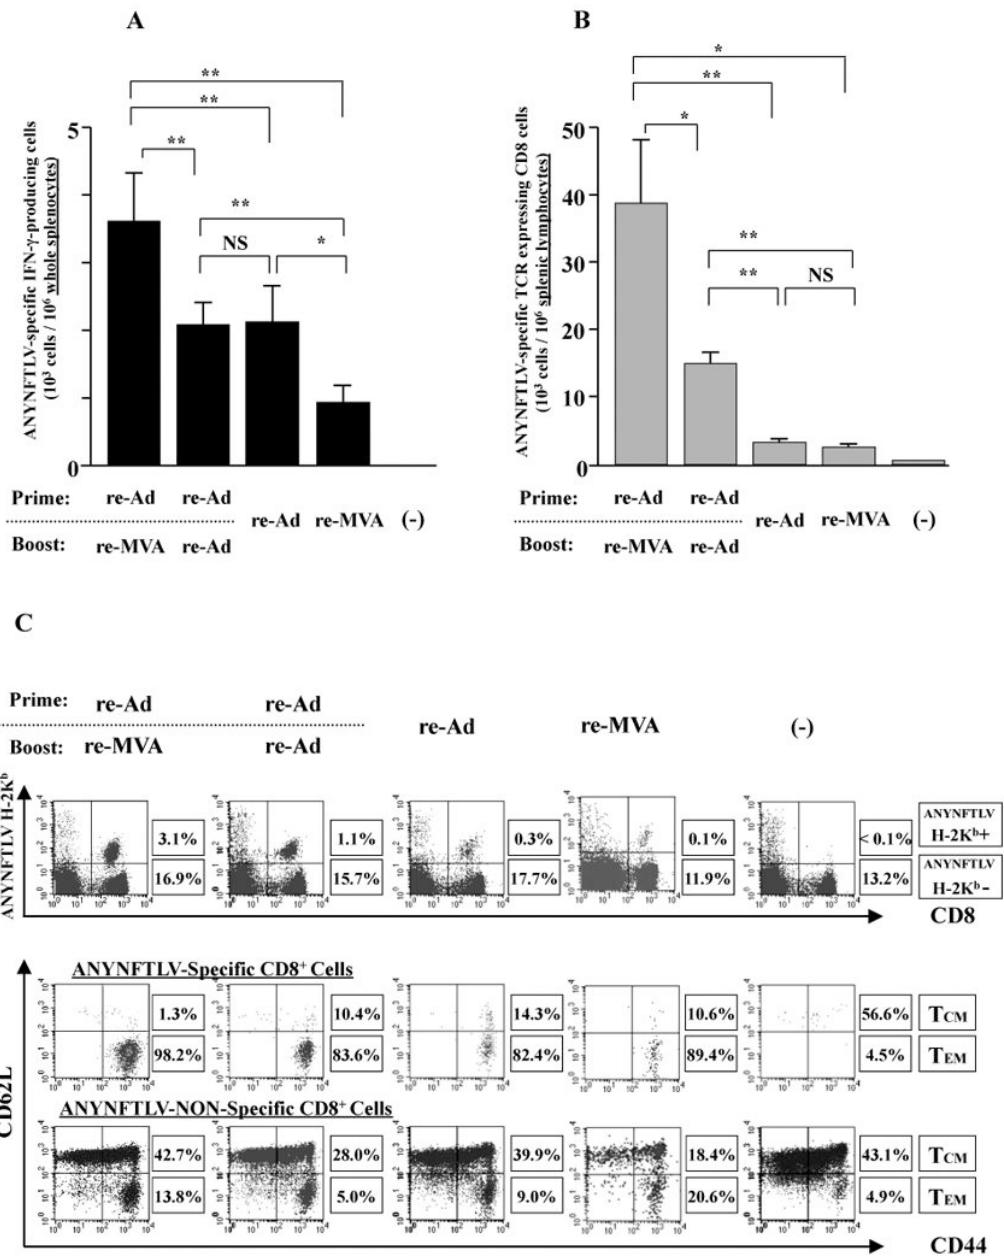 A
B
ANYNFTLV-specific IFN-γ-producing cells
(10³ cells / 10⁶ whole splenocytes)
5
0
**
**
**
**
NS
*
Prime: re-Ad re-Ad
re-Ad re-MVA (-)
Boost: re-MVA re-Ad
ANYNFTLV-specific TCR expressing CD8 cells
(10³ cells / 10⁶ splenic lymphocytes)
50
40
30
20
10
0
*
**
*
**
**
NS
Prime: re-Ad re-Ad
re-Ad re-MVA (-)
Boost: re-MVA re-Ad
C
Prime: re-Ad re-Ad
re-Ad re-MVA (-)
Boost: re-MVA re-Ad
ANYNFTLV H-2Kᵇ
3.1% 1.1% 0.3% 0.1% < 0.1%
ANYNFTLV
H-2Kᵇ+
16.9% 15.7% 17.7% 11.9% 13.2%
ANYNFTLV
H-2Kᵇ-
CD8
ANYNFTLV-Specific CD8⁺ Cells
1.3% 10.4% 14.3% 10.6% 56.6% TCM
98.2% 83.6% 82.4% 89.4% 4.5% TEM
CD62L
ANYNFTLV-NON-Specific CD8⁺ Cells
42.7% 28.0% 39.9% 18.4% 43.1% TCM
13.8% 5.0% 9.0% 20.6% 4.9% TEM
CD44